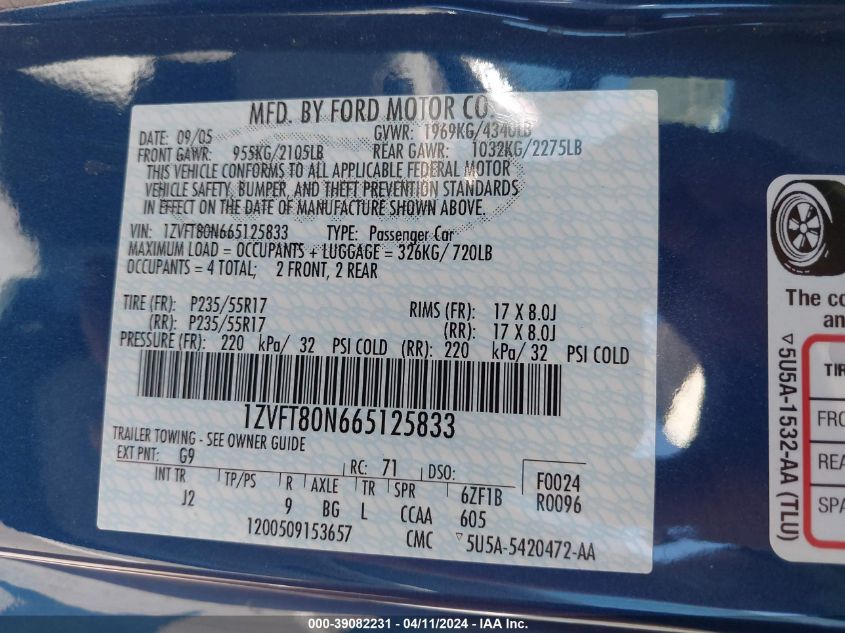 MFD. BY FORD MOTOR CO.
DATE: 09/05 GVWR: 1969KG/4340LB
FRONT GAWR: 955KG/2105LB REAR GAWR: 1032KG/2275LB
THIS VEHICLE CONFORMS TO ALL APPLICABLE FEDERAL MOTOR
VEHICLE SAFETY, BUMPER, AND THEFT PREVENTION STANDARDS
IN EFFECT ON THE DATE OF MANUFACTURE SHOWN ABOVE.
VIN: 1ZVFT80N665125833 TYPE: Passenger Car
MAXIMUM LOAD = OCCUPANTS + LUGGAGE = 326KG/ 720LB
OCCUPANTS = 4 TOTAL; 2 FRONT, 2 REAR
TIRE (FR): P235/55R17 RIMS (FR): 17 X 8.0J
(RR): P235/55R17 (RR): 17 X 8.0J
PRESSURE (FR): 220 kPa/ 32 PSI COLD (RR): 220 kPa/ 32 PSI COLD
1ZVFT80N665125833
TRAILER TOWING - SEE OWNER GUIDE
EXT PNT: G9 RC: 71 DSO: F0024
INT TR TP/PS R AXLE TR SPR 6ZF1B R0096
J2 9 BG L CCAA 605
1200509153657 CMC ▽5U5A-5420472-AA
The co
an
TIR
FRO
REA
SPA
▽5U5A-1532-AA (TLU)
000-39082231 - 04/11/2024 - IAA Inc.